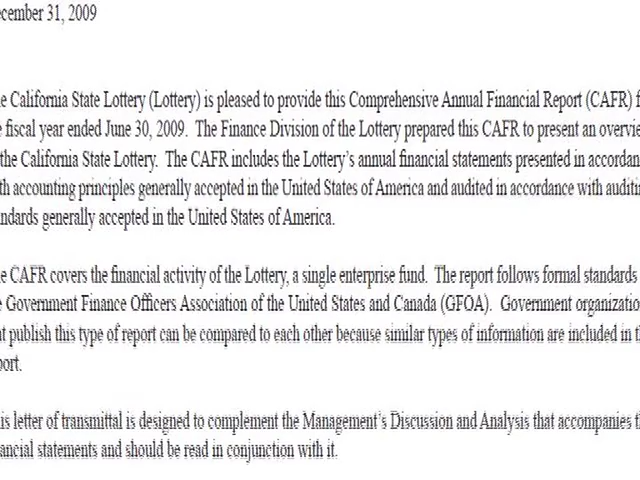 cember 31, 2009
e California State Lottery (Lottery) is pleased to provide this Comprehensive Annual Financial Report (CAFR) f
e fiscal year ended June 30, 2009. The Finance Division of the Lottery prepared this CAFR to present an overvie
the California State Lottery. The CAFR includes the Lottery's annual financial statements presented in accordan
th accounting principles generally accepted in the United States of America and audited in accordance with auditi
ndards generally accepted in the United States of America.
e CAFR covers the financial activity of the Lottery, a single enterprise fund. The report follows formal standards
e Government Finance Officers Association of the United States and Canada (GFOA). Government organizatio
t publish this type of report can be compared to each other because similar types of information are included in t
port.
is letter of transmittal is designed to complement the Management's Discussion and Analysis that accompanies t
ancial statements and should be read in conjunction with it.